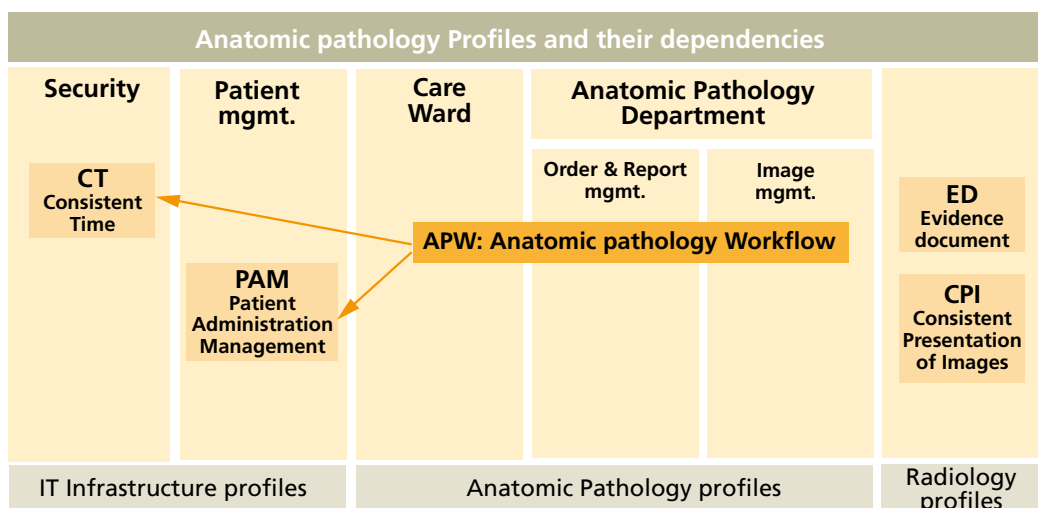 Anatomic pathology Profiles and their dependencies
Security
Patient
mgmt.
Care
Ward
Anatomic Pathology
Department
CT
Consistent
Time
Order & Report
mgmt.
Image
mgmt.
ED
Evidence
document
APW: Anatomic pathology Workflow
PAM
Patient
Administration
Management
CPI
Consistent
Presentation
of Images
IT Infrastructure profiles
Anatomic Pathology profiles
Radiology
profiles